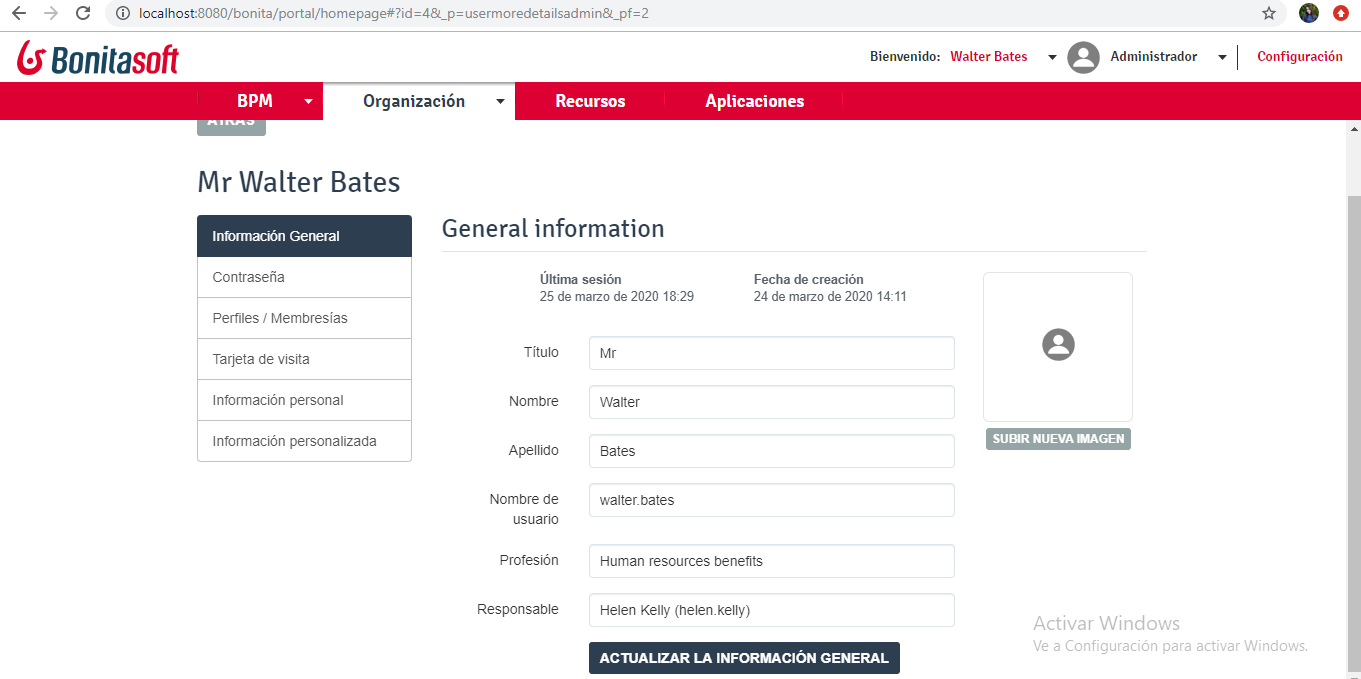 localhost:8080/bonita/portal/homepage#?id=4&_p=usermoredetailsadmin&_pf=2
Bonitasoft
Bienvenido: Walter Bates
Administrador
Configuración
BPM
Organización
Recursos
Aplicaciones
ATRÁS
Mr Walter Bates
Información General
Contraseña
Perfiles / Membresías
Tarjeta de visita
Información personal
Información personalizada
General information
Última sesión
25 de marzo de 2020 18:29
Fecha de creación
24 de marzo de 2020 14:11
SUBIR NUEVA IMAGEN
Título
Mr
Nombre
Walter
Apellido
Bates
Nombre de
usuario
walter.bates
Profesión
Human resources benefits
Responsable
Helen Kelly (helen.kelly)
ACTUALIZAR LA INFORMACIÓN GENERAL
Activar Windows
Ve a Configuración para activar Windows.